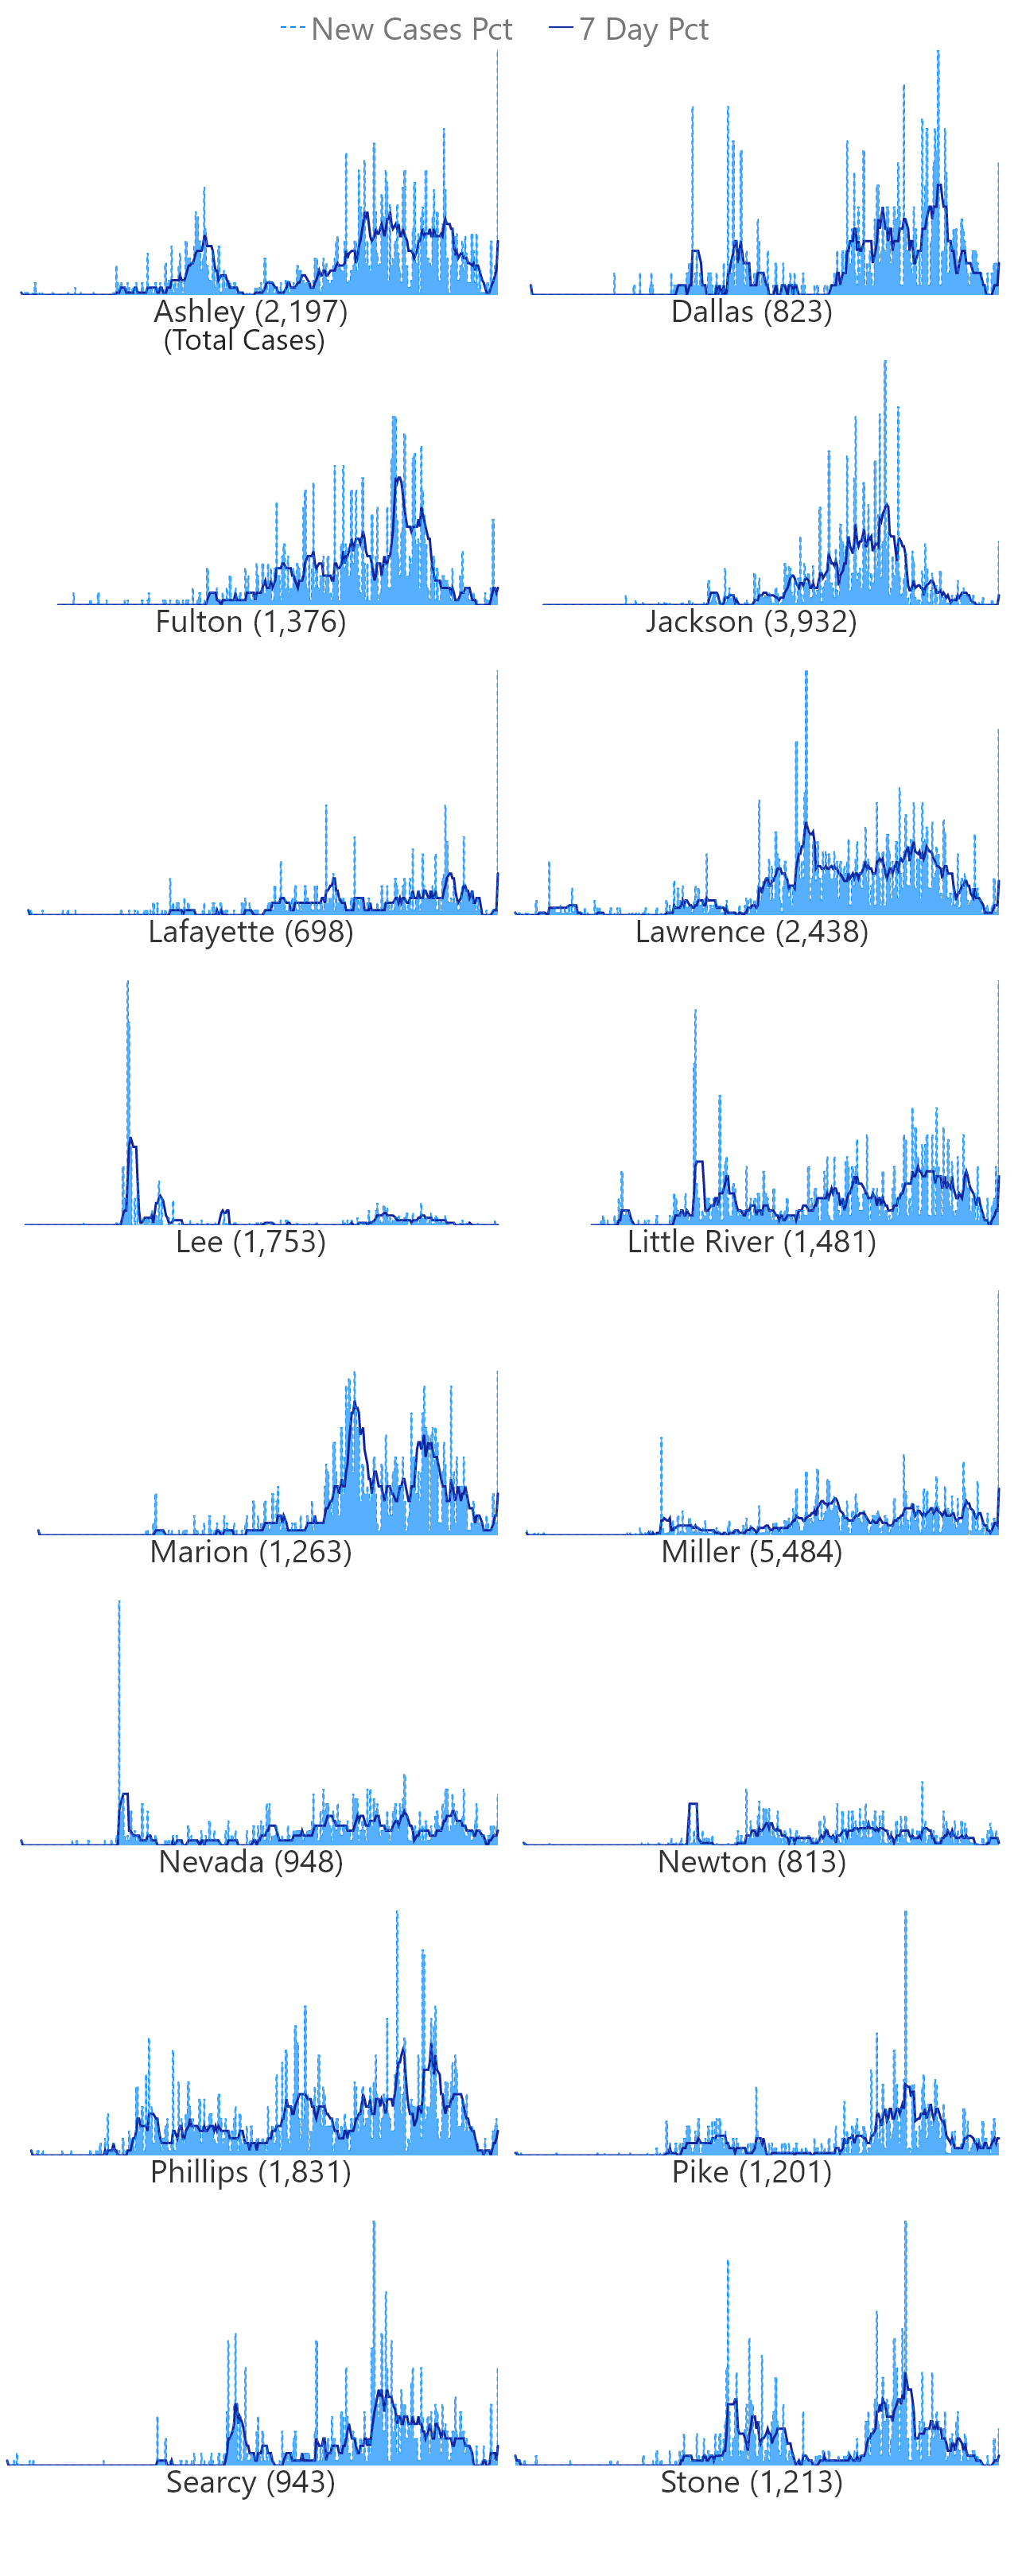 New Cases Pct 7 Day Pct
Ashley (2,197) Dallas (823)
(Total Cases)
Fulton (1,376) Jackson (3,932)
Lafayette (698) Lawrence (2,438)
Lee (1,753) Little River (1,481)
Marion (1,263) Miller (5,484)
Nevada (948) Newton (813)
Phillips (1,831) Pike (1,201)
Searcy (943) Stone (1,213)